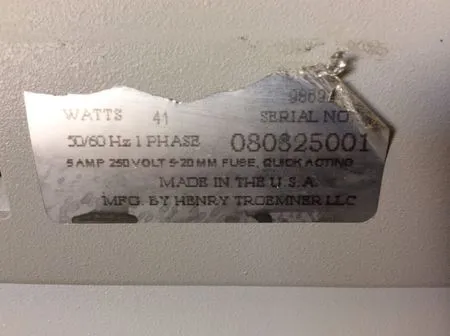 WATTS 41 SERIAL NO
50/60 Hz 1 PHASE 080825001
5 AMP 250 VOLT 5-20 MM FUSE, QUICK ACTING
MADE IN THE U.S.A.
MFG. BY HENRY TROEMNER LLC